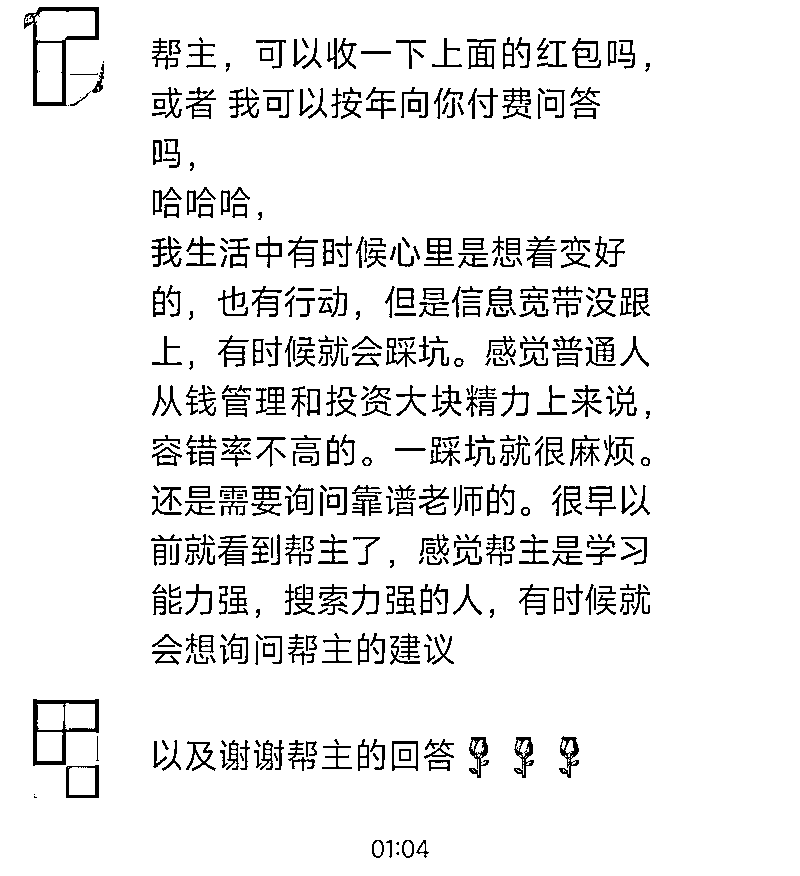 帮主，可以收一下上面的红包吗，
或者 我可以按年向你付费问答
吗，
哈哈哈，
我生活中有时候心里是想着变好
的，也有行动，但是信息宽带没跟
上，有时候就会踩坑。感觉普通人
从钱管理和投资大块精力上来说，
容错率不高的。一踩坑就很麻烦。
还是需要询问靠谱老师的。很早以
前就看到帮主了，感觉帮主是学习
能力强，搜索力强的人，有时候就
会想询问帮主的建议
以及谢谢帮主的回答🌹🌹🌹
01:04